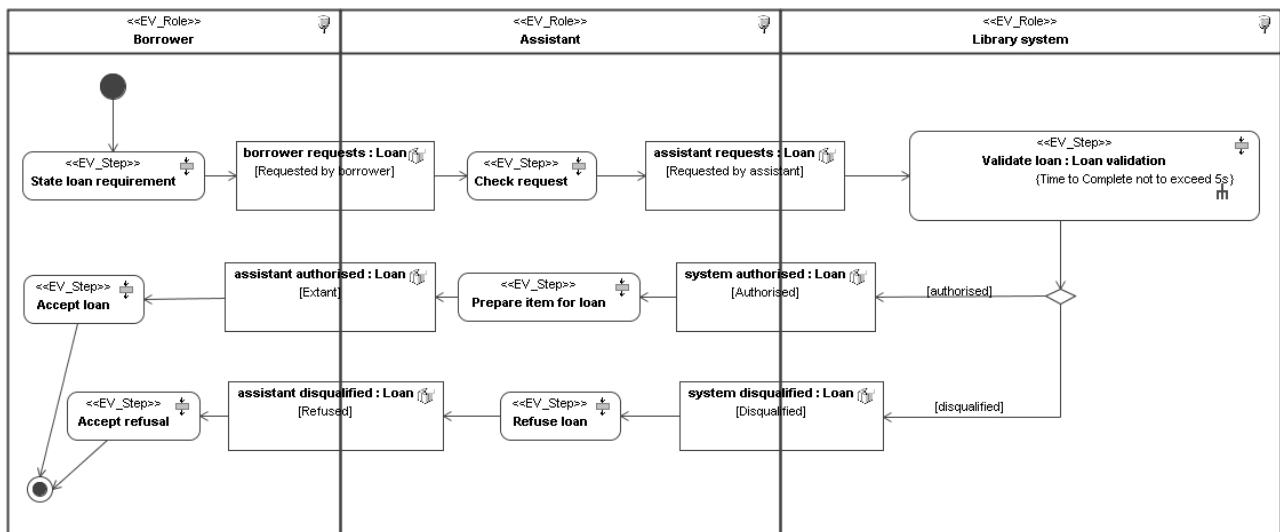 <<EV_Role>>
Borrower
<<EV_Role>>
Assistant
<<EV_Role>>
Library system
<<EV_Step>>
State loan requirement
borrower requests : Loan
[Requested by borrower]
<<EV_Step>>
Check request
assistant requests : Loan
[Requested by assistant]
<<EV_Step>>
Validate loan : Loan validation
{Time to Complete not to exceed 5s}
<<EV_Step>>
Accept loan
assistant authorised : Loan
[Extant]
<<EV_Step>>
Prepare item for loan
system authorised : Loan
[Authorised]
[authorised]
<<EV_Step>>
Accept refusal
assistant disqualified : Loan
[Refused]
<<EV_Step>>
Refuse loan
system disqualified : Loan
[Disqualified]
[disqualified]